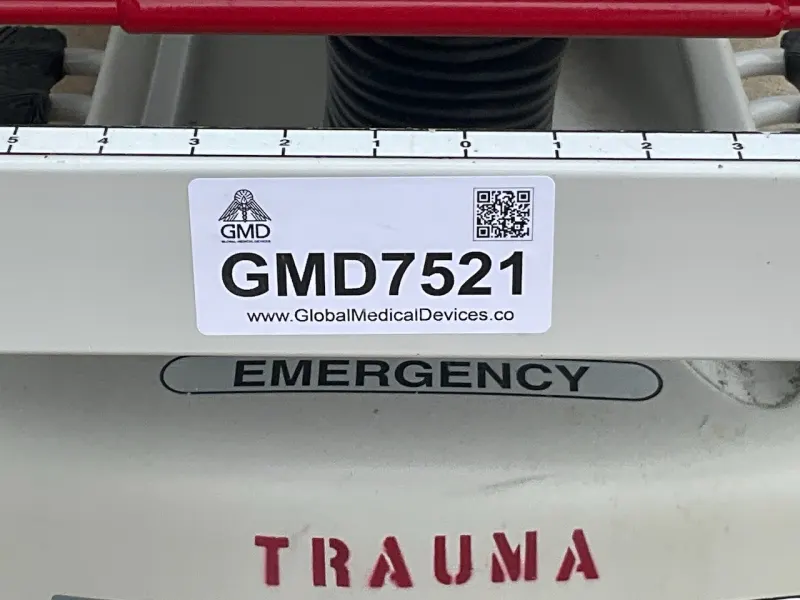 5 4 3 2 1 0 1 2 3
GMD
GLOBAL MEDICAL DEVICES
GMD7521
www.GlobalMedicalDevices.co
EMERGENCY
TRAUMA